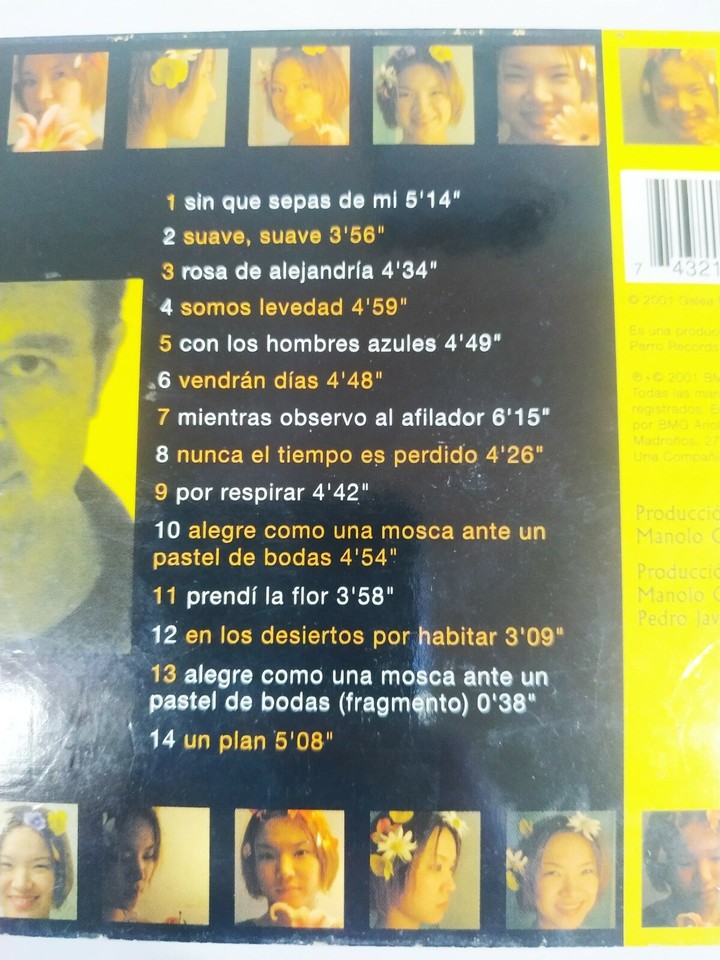 1 sin que sepas de mi 5'14"
2 suave, suave 3'56"
3 rosa de alejandría 4'34"
4 somos levedad 4'59"
5 con los hombres azules 4'49"
6 vendrán días 4'48"
7 mientras observo al afilador 6'15"
8 nunca el tiempo es perdido 4'26"
9 por respirar 4'42"
10 alegre como una mosca ante un
pastel de bodas 4'54"
11 prendí la flor 3'58"
12 en los desiertos por habitar 3'09"
13 alegre como una mosca ante un
pastel de bodas (fragmento) 0'38"
14 un plan 5'08"
7 4321
© 2001
Es una
Perro Records
℗+© 2001 BM
Todas las
registrados.
por BMG
Madroños, 27
Una
Manolo
Manolo
Pedro